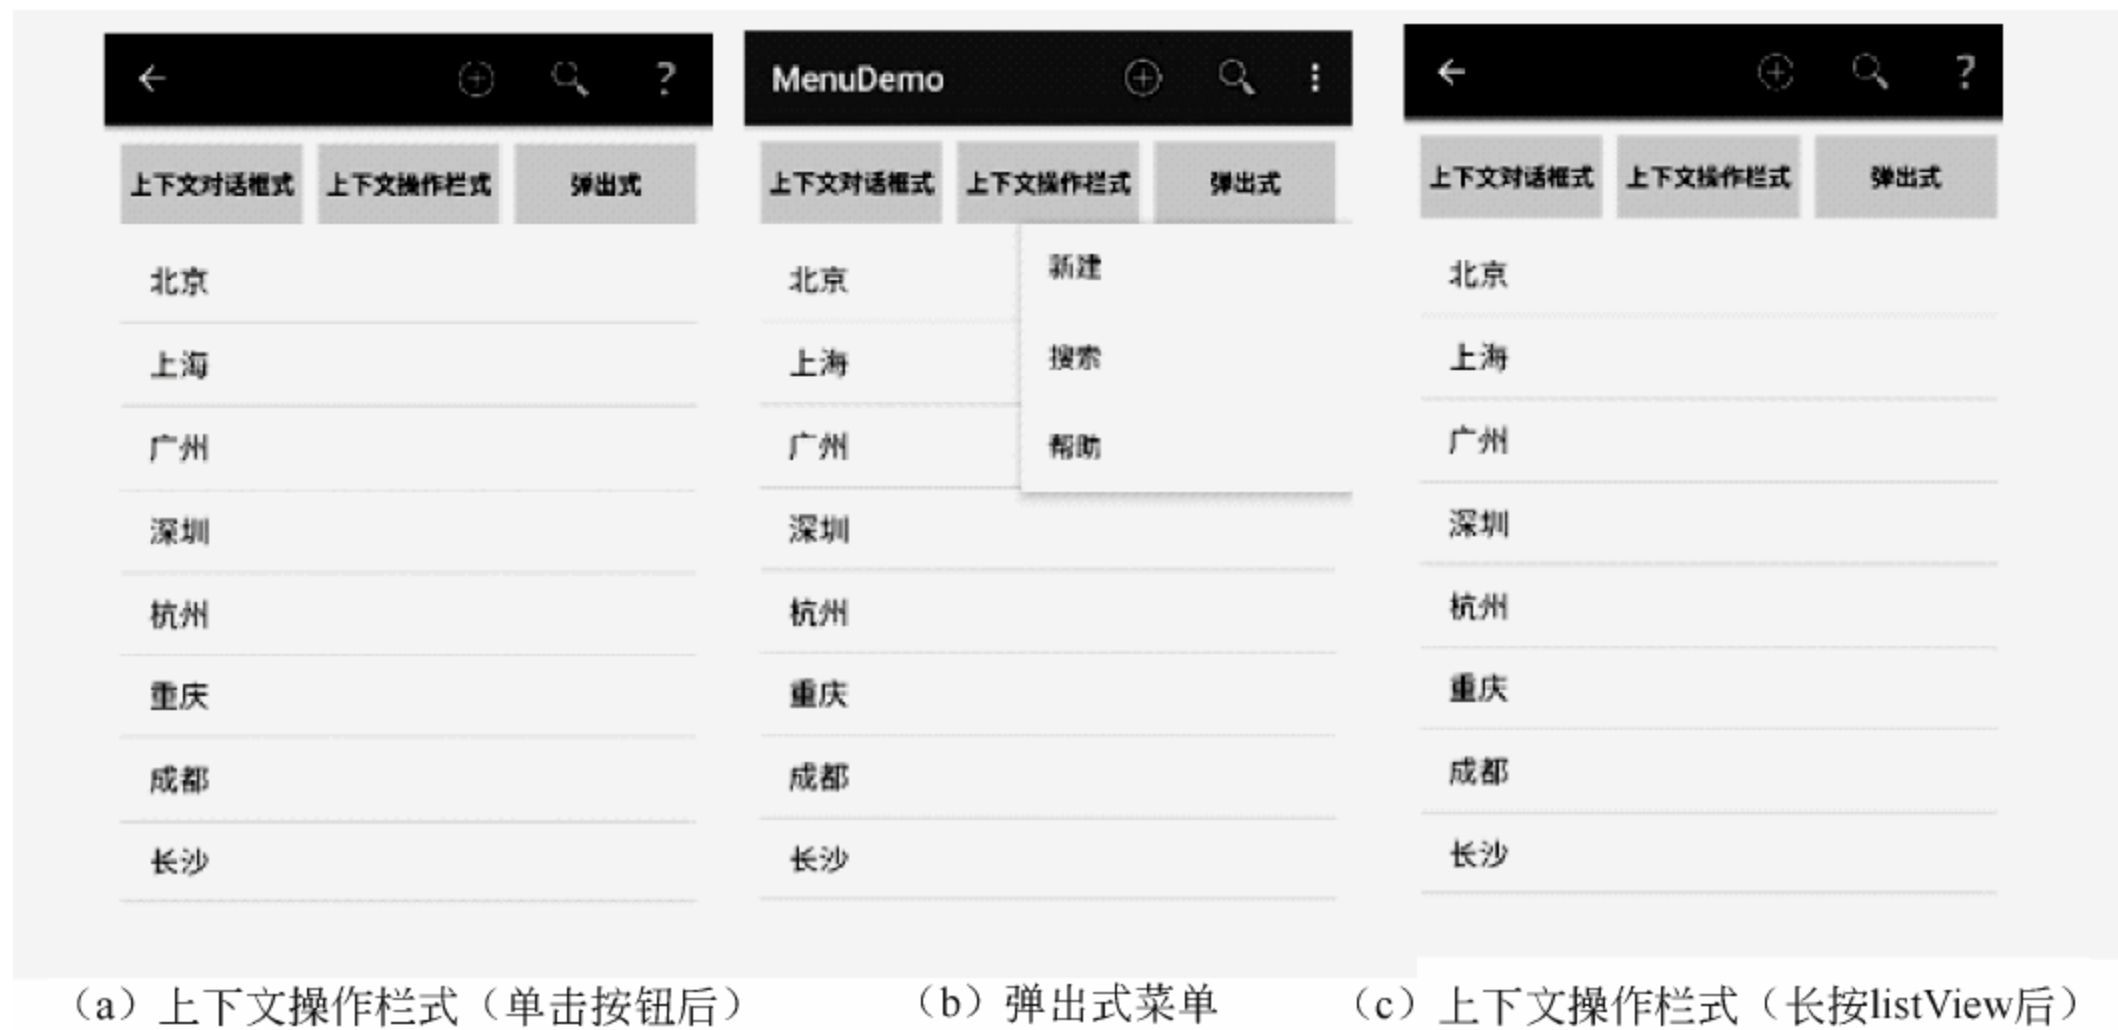 ?
上下文对话框式 上下文操作栏式 弹出式
北京
上海
广州
深圳
杭州
重庆
成都
长沙
(a)上下文操作栏式(单击按钮后)
MenuDemo
上下文对话框式 上下文操作栏式 弹出式
新建
搜索
帮助
北京
上海
广州
深圳
杭州
重庆
成都
长沙
(b)弹出式菜单
?
上下文对话框式 上下文操作栏式 弹出式
北京
上海
广州
深圳
杭州
重庆
成都
长沙
(c)上下文操作栏式(长按listView后)